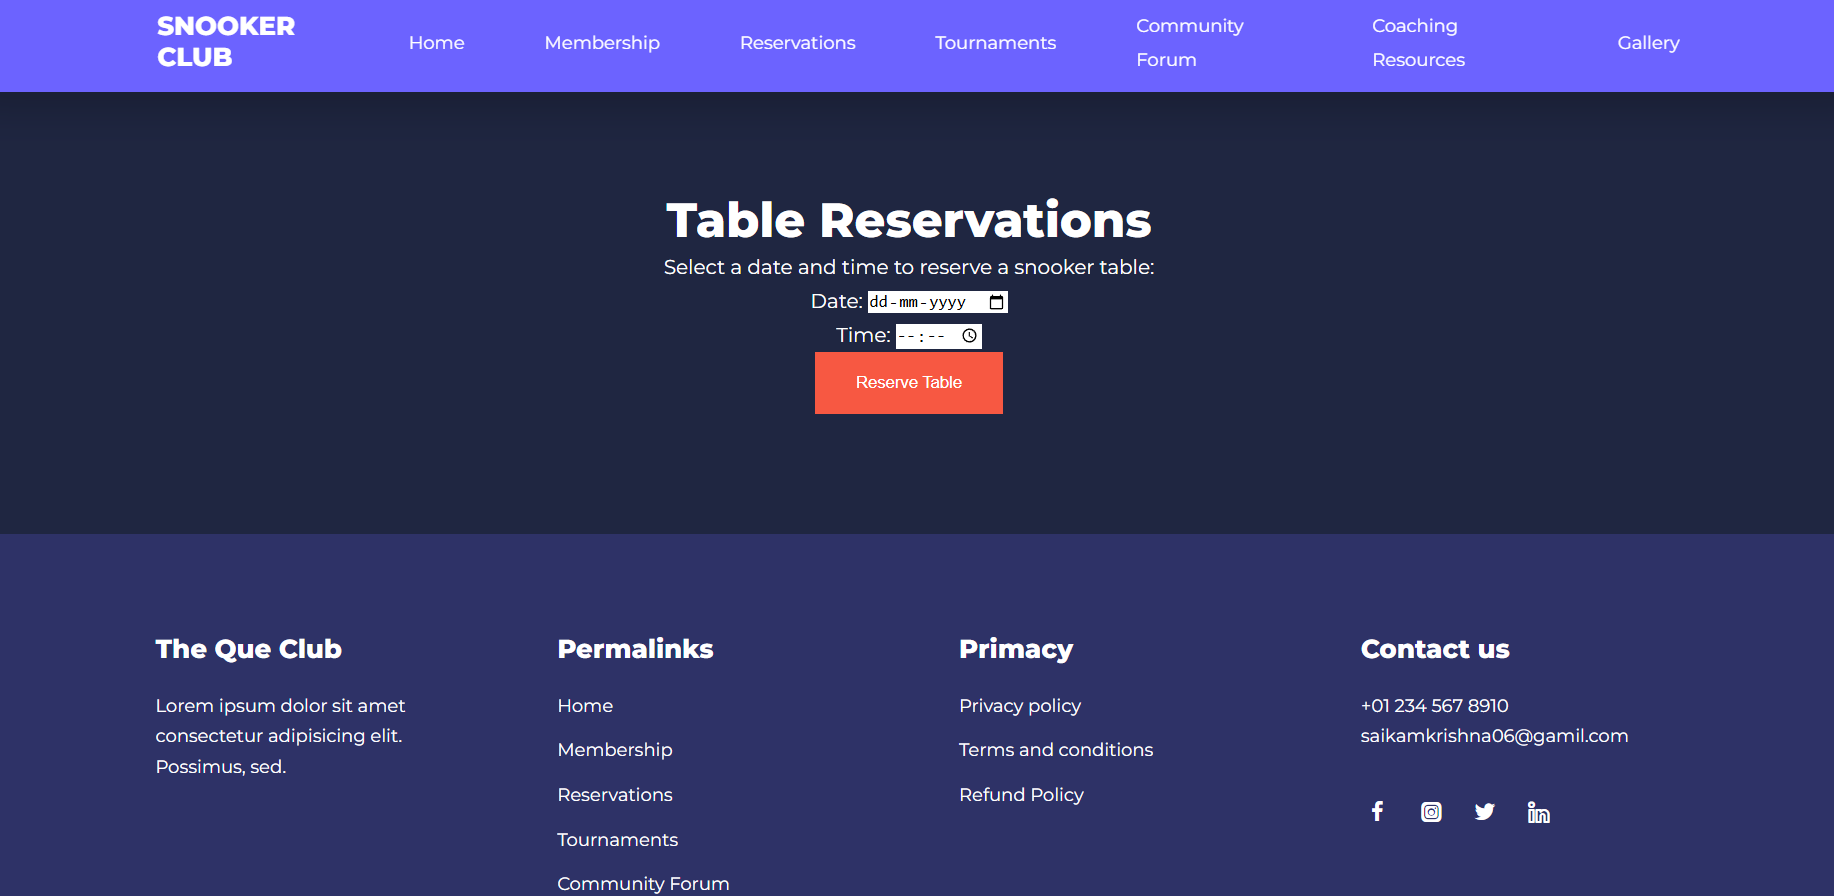 SNOOKER
CLUB
Home
Membership
Reservations
Tournaments
Community
Forum
Coaching
Resources
Gallery
Table Reservations
Select a date and time to reserve a snooker table:
Date: dd-mm-yyyy
Time: --:--
Reserve Table
The Que Club
Lorem ipsum dolor sit amet
consectetur adipisicing elit.
Possimus, sed.
Permalinks
Home
Membership
Reservations
Tournaments
Community Forum
Primacy
Privacy policy
Terms and conditions
Refund Policy
Contact us
+01 234 567 8910
saikamkrishna06@gamil.com